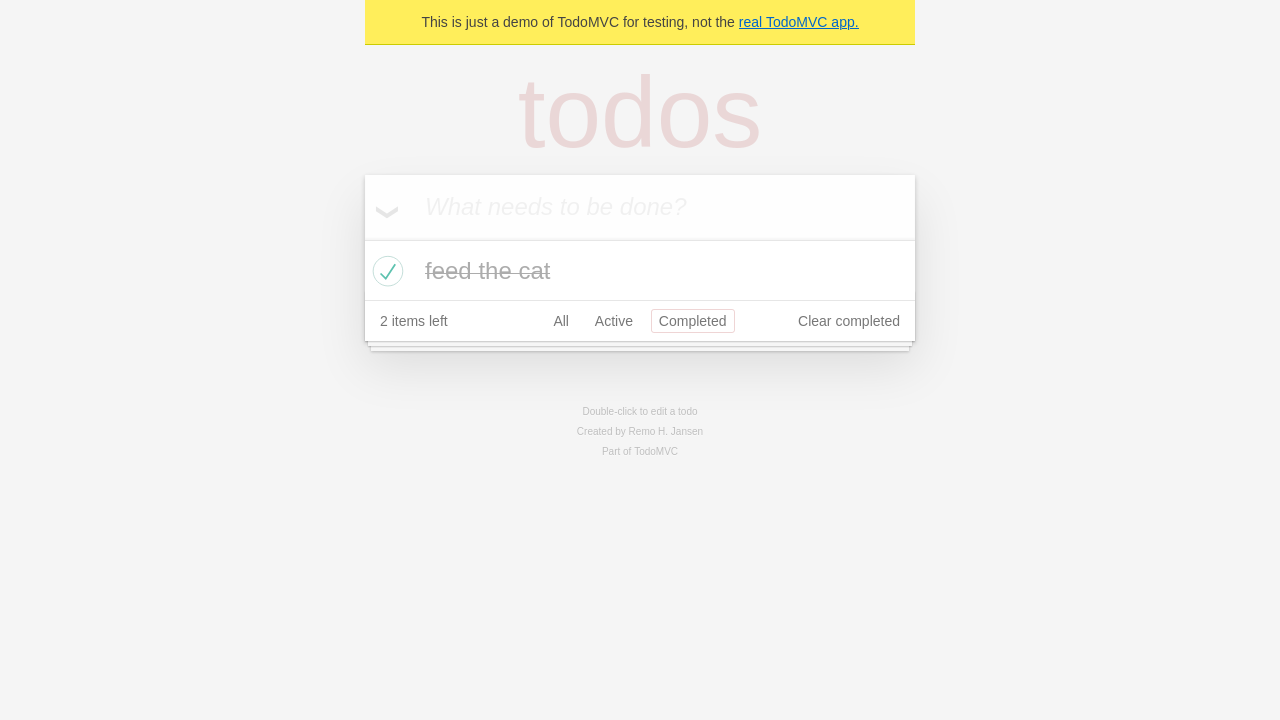 This is just a demo of TodoMVC for testing, not the real TodoMVC app.
todos
What needs to be done?
feed the cat
2 items left All Active Completed Clear completed
Double-click to edit a todo
Created by Remo H. Jansen
Part of TodoMVC